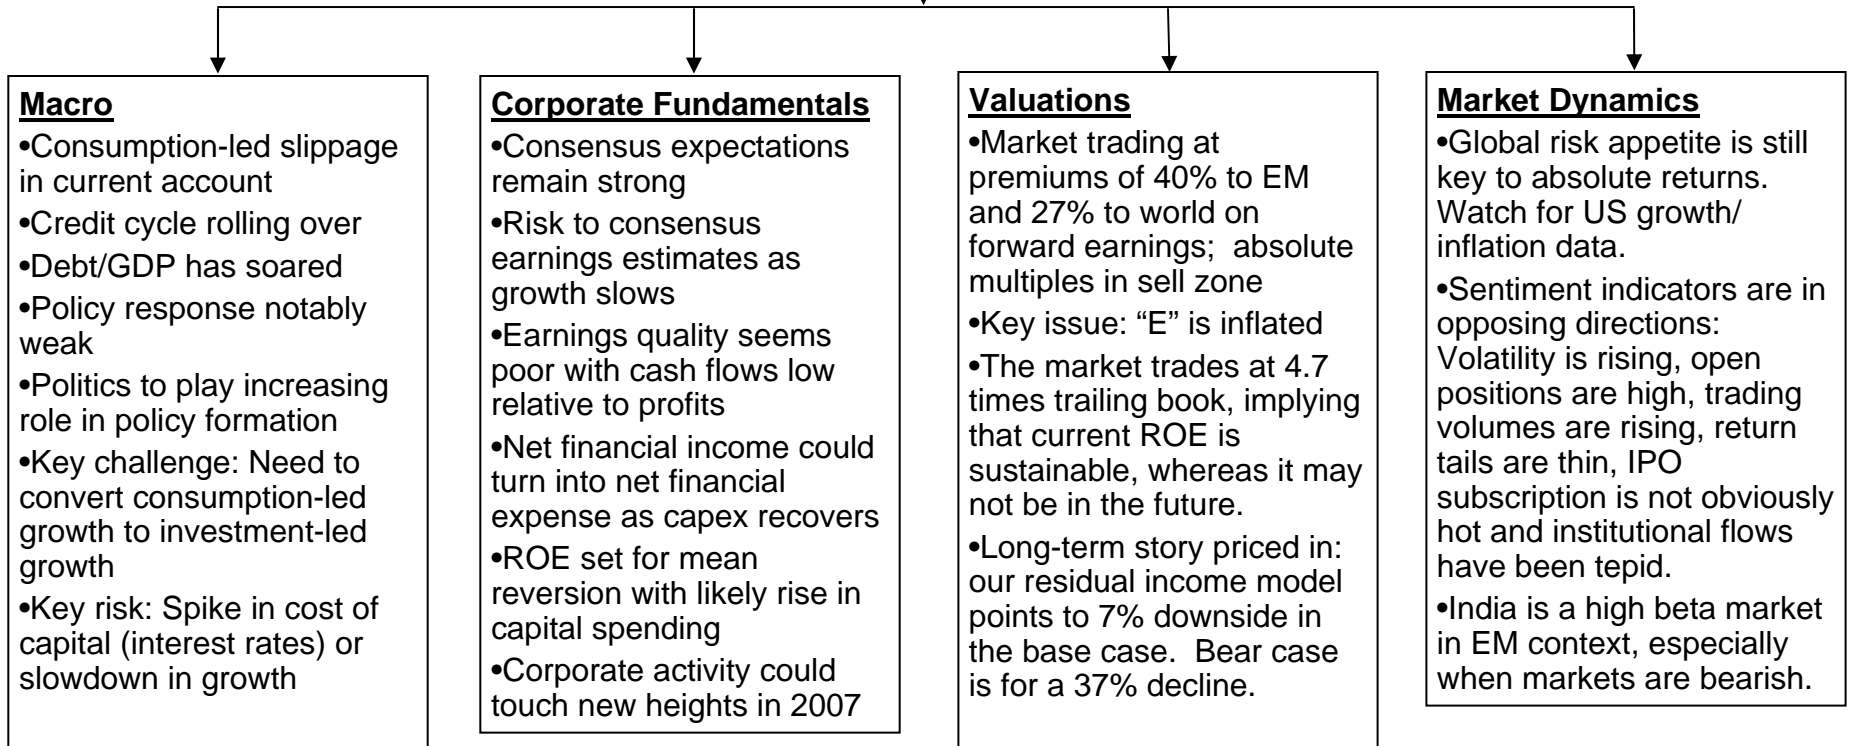 Macro
•Consumption-led slippage
in current account
•Credit cycle rolling over
•Debt/GDP has soared
•Policy response notably
weak
•Politics to play increasing
role in policy formation
•Key challenge: Need to
convert consumption-led
growth to investment-led
growth
•Key risk: Spike in cost of
capital (interest rates) or
slowdown in growth
Corporate Fundamentals
•Consensus expectations
remain strong
•Risk to consensus
earnings estimates as
growth slows
•Earnings quality seems
poor with cash flows low
relative to profits
•Net financial income could
turn into net financial
expense as capex recovers
•ROE set for mean
reversion with likely rise in
capital spending
•Corporate activity could
touch new heights in 2007
Valuations
•Market trading at
premiums of 40% to EM
and 27% to world on
forward earnings;  absolute
multiples in sell zone
•Key issue: “E” is inflated
•The market trades at 4.7
times trailing book, implying
that current ROE is
sustainable, whereas it may
not be in the future.
•Long-term story priced in:
our residual income model
points to 7% downside in
the base case.  Bear case
is for a 37% decline.
Market Dynamics
•Global risk appetite is still
key to absolute returns.
Watch for US growth/
inflation data.
•Sentiment indicators are in
opposing directions:
Volatility is rising, open
positions are high, trading
volumes are rising, return
tails are thin, IPO
subscription is not obviously
hot and institutional flows
have been tepid.
•India is a high beta market
in EM context, especially
when markets are bearish.